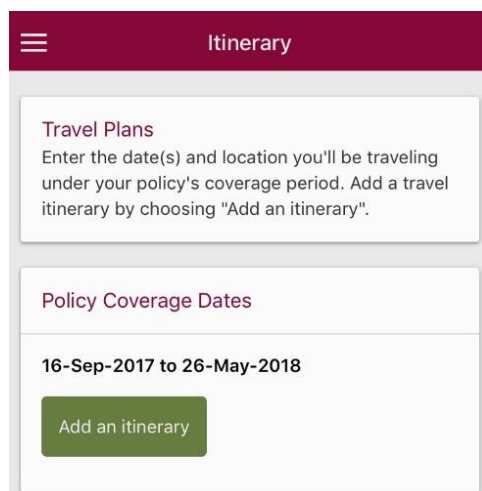 Itinerary
Travel Plans
Enter the date(s) and location you'll be traveling
under your policy's coverage period. Add a travel
itinerary by choosing "Add an itinerary".
Policy Coverage Dates
16-Sep-2017 to 26-May-2018
Add an itinerary